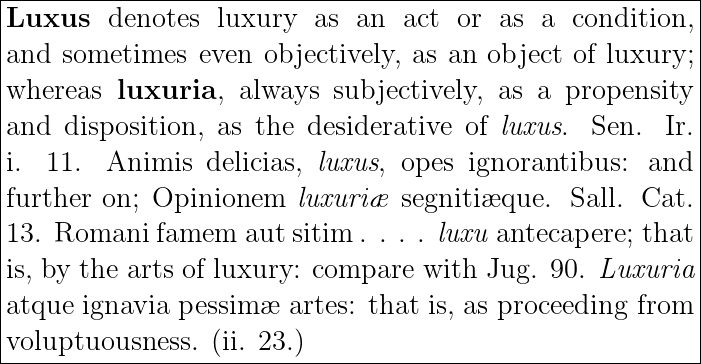 Luxus denotes luxury as an act or as a condition,
and sometimes even objectively, as an object of luxury;
whereas luxuria, always subjectively, as a propensity
and disposition, as the desiderative of luxus. Sen. Ir.
i. 11. Animis delicias, luxus, opes ignorantibus: and
further on; Opinionem luxuriæ segnitiæque. Sall. Cat.
13. Romani famem aut sitim . . . . luxu antecapere; that
is, by the arts of luxury: compare with Jug. 90. Luxuria
atque ignavia pessimæ artes: that is, as proceeding from
voluptuousness. (ii. 23.)